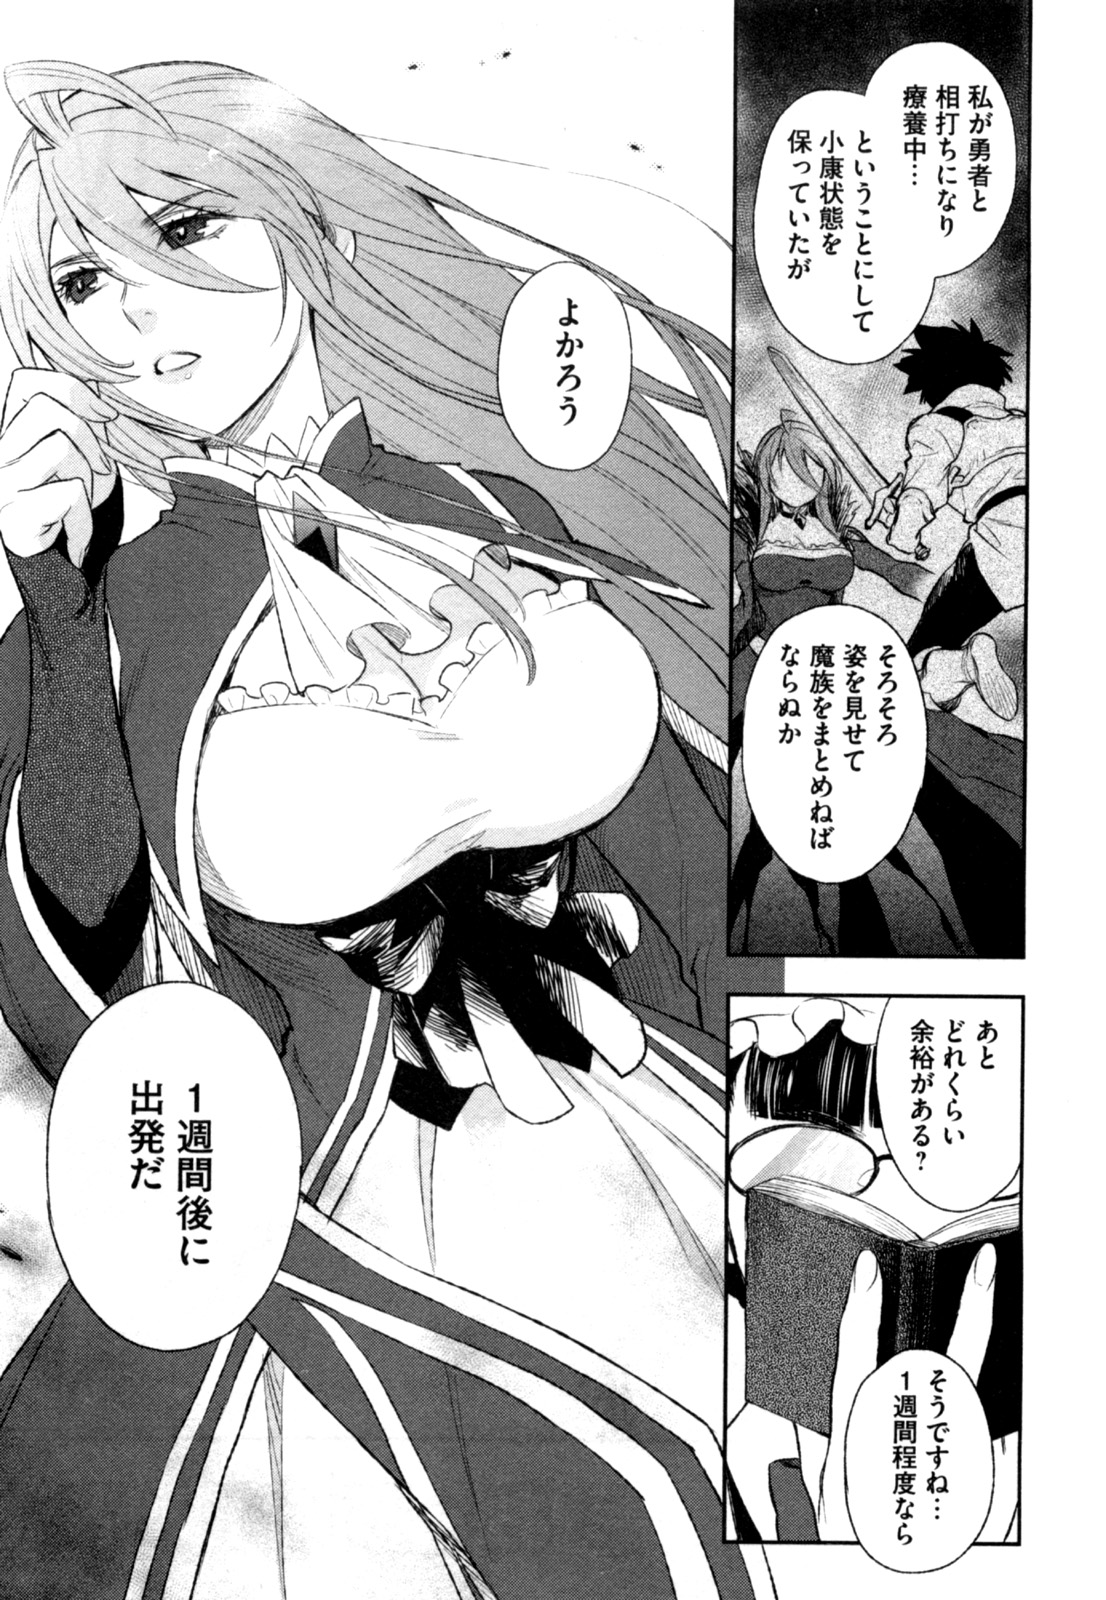 私が勇者と
相打ちになり
療養中…
ということにして
小康状態を
保っていたが
そろそろ
姿を見せて
魔族をまとめねば
ならぬか
あと
どれくらい
余裕がある?
そうですね…
1週間程度なら
よかろう
1週間後に
出発だ